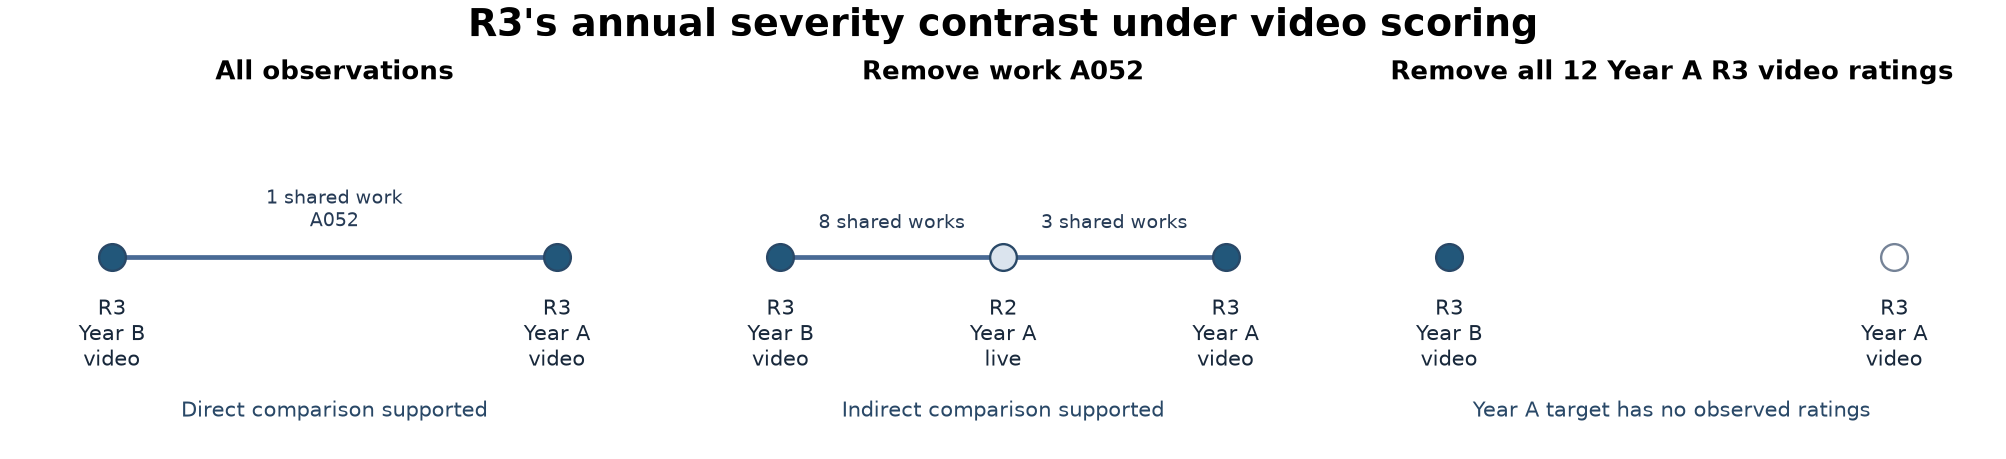 R3's annual severity contrast under video scoring
All observations
1 shared work
A052
R3
Year B
video
R3
Year A
video
Direct comparison supported
Remove work A052
8 shared works
3 shared works
R3
Year B
video
R2
Year A
live
R3
Year A
video
Indirect comparison supported
Remove all 12 Year A R3 video ratings
R3
Year B
video
R3
Year A
video
Year A target has no observed ratings